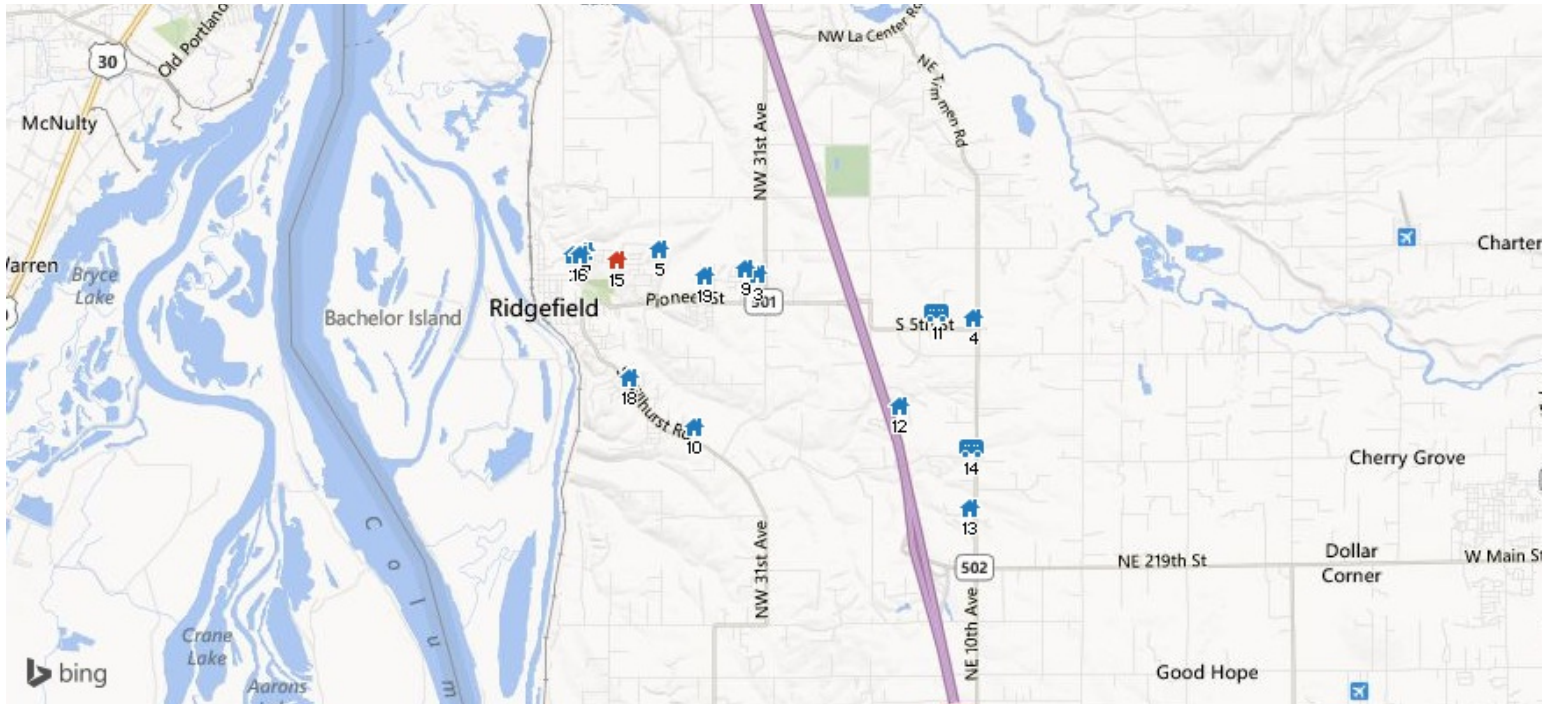 Old Portland
30
McNulty
NW La Center Rd
NE Timmen Rd
NW 31st Ave
Charter
Warren
Bryce
Lake
16
15
5
19
9
3
Pioneer St
501
Ridgefield
Bachelor Island
S 5th St
11
4
18
Hillhurst Rd
10
12
14
13
Cherry Grove
NW 31st Ave
502
NE 219th St
Dollar
Corner
W Main St
NE 10th Ave
Crane
Lake
Good Hope
bing
Aarons
Colum